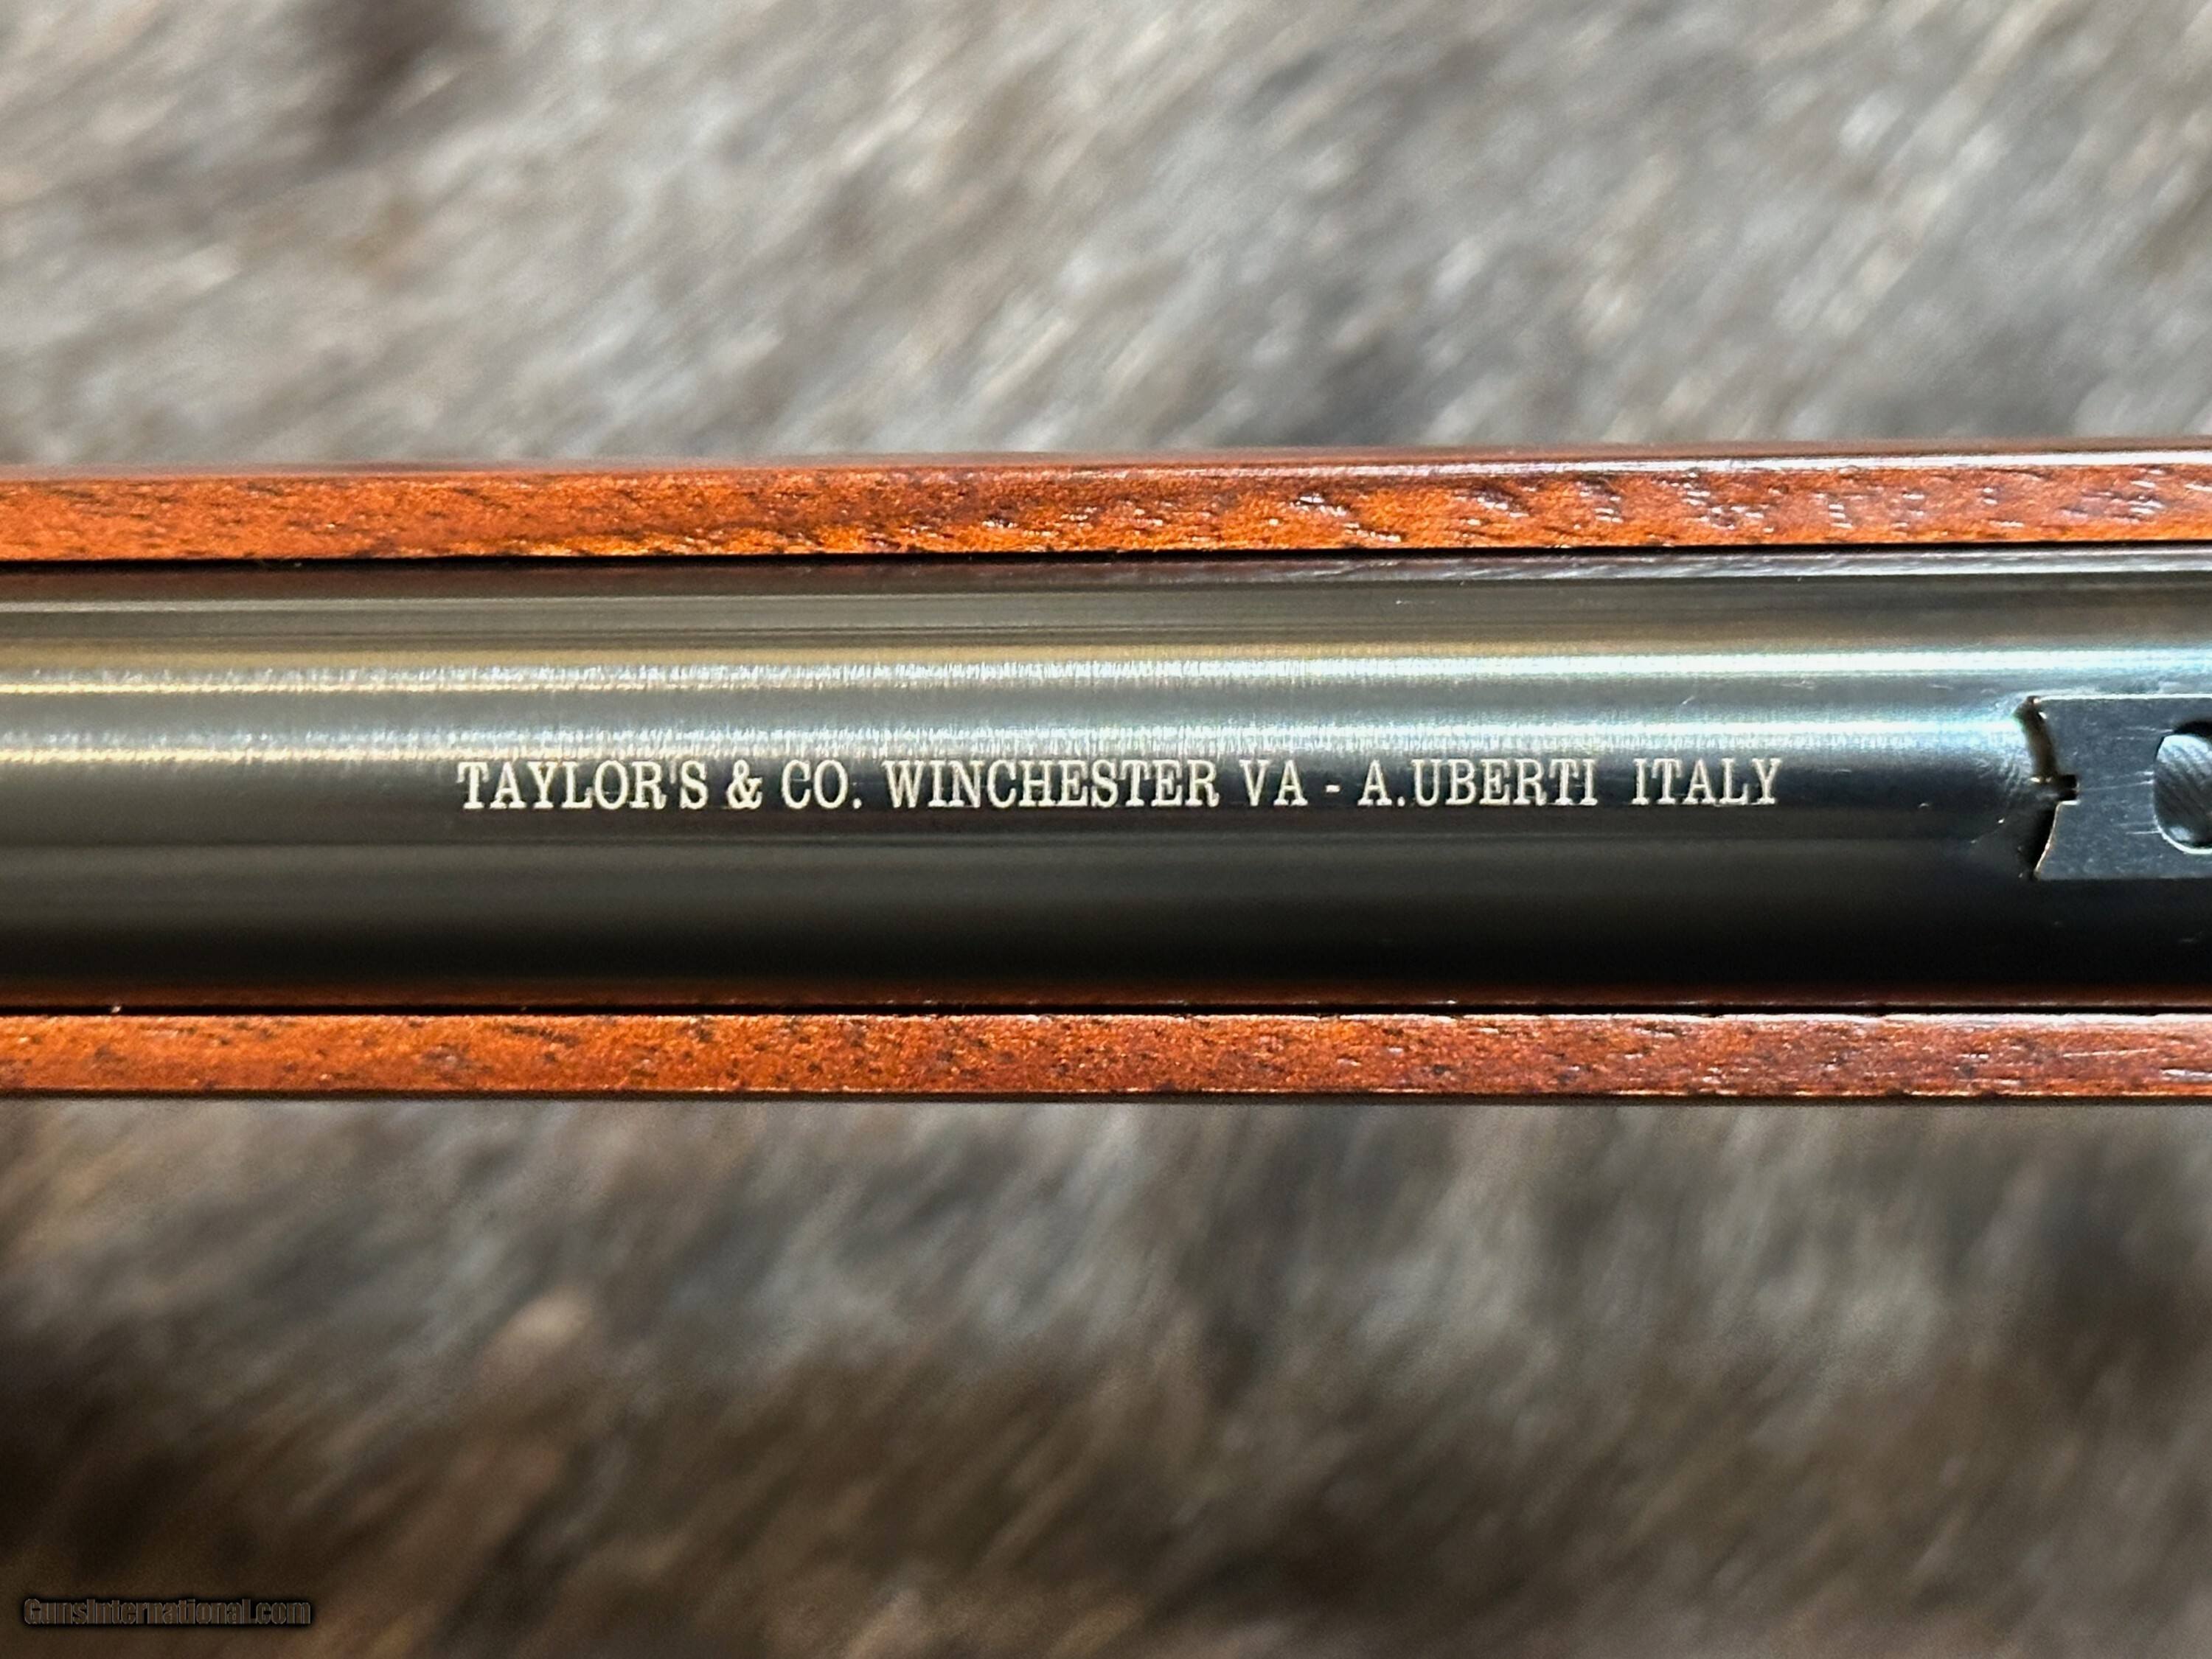 TAYLOR'S & CO. WINCHESTER VA - A.UBERTI ITALY
GunsInternational.com